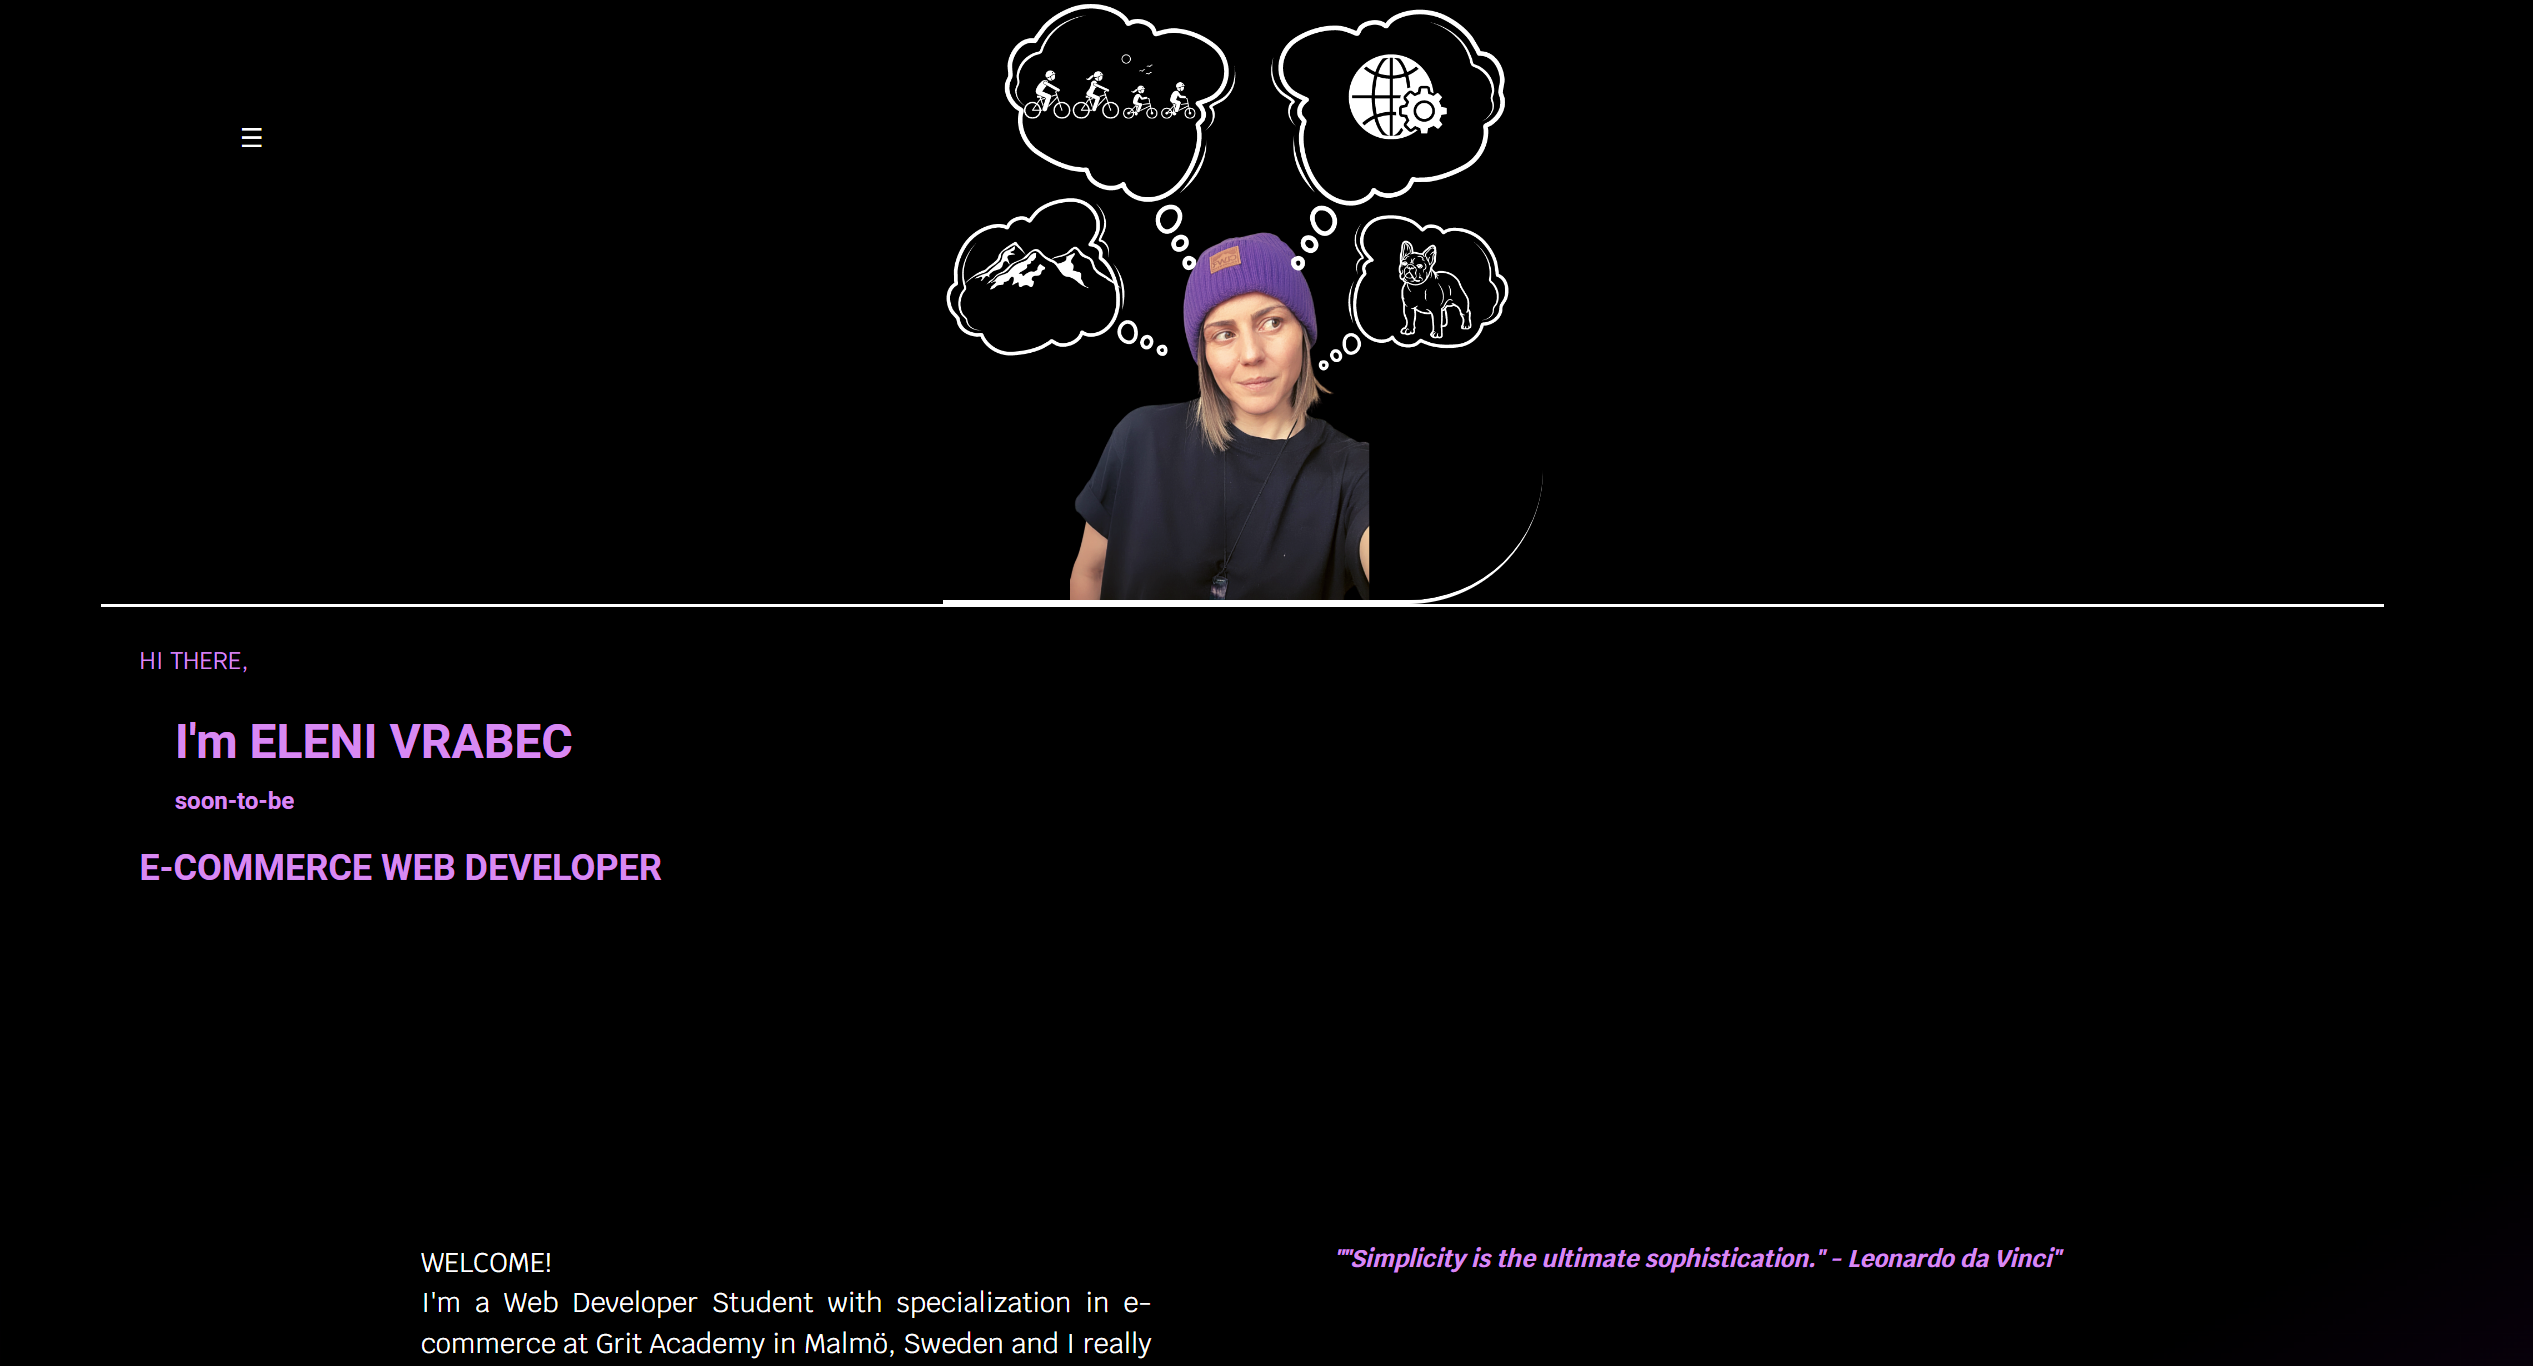 HI THERE,
I'm ELENI VRABEC
soon-to-be
E-COMMERCE WEB DEVELOPER
WELCOME!
I'm a Web Developer Student with specialization in e-
commerce at Grit Academy in Malmö, Sweden and I really
""Simplicity is the ultimate sophistication." - Leonardo da Vinci"